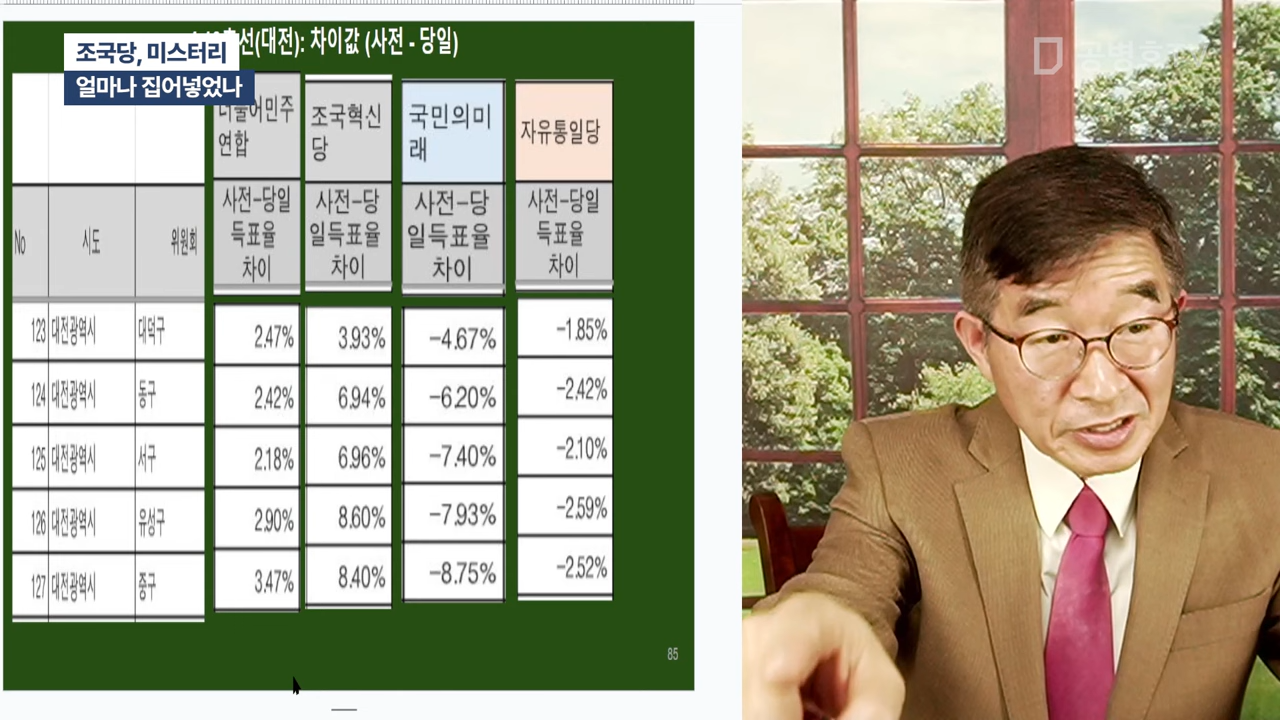 조국당, 미스터리
얼마나 집어넣었나
선(대전): 차이값 (사전 - 당일)
더불어민주연합
조국혁신당
국민의미래
자유통일당
No
시도
위원회
사전-당일 득표율 차이
사전-당일득표율 차이
사전-당일득표율 차이
사전-당일 득표율 차이
123 대전광역시 대덕구 2.47% 3.93% -4.67% -1.85%
124 대전광역시 동구 2.42% 6.94% -6.20% -2.42%
125 대전광역시 서구 2.18% 6.96% -7.40% -2.10%
126 대전광역시 유성구 2.90% 8.60% -7.93% -2.59%
127 대전광역시 중구 3.47% 8.40% -8.75% -2.52%
85
공병호